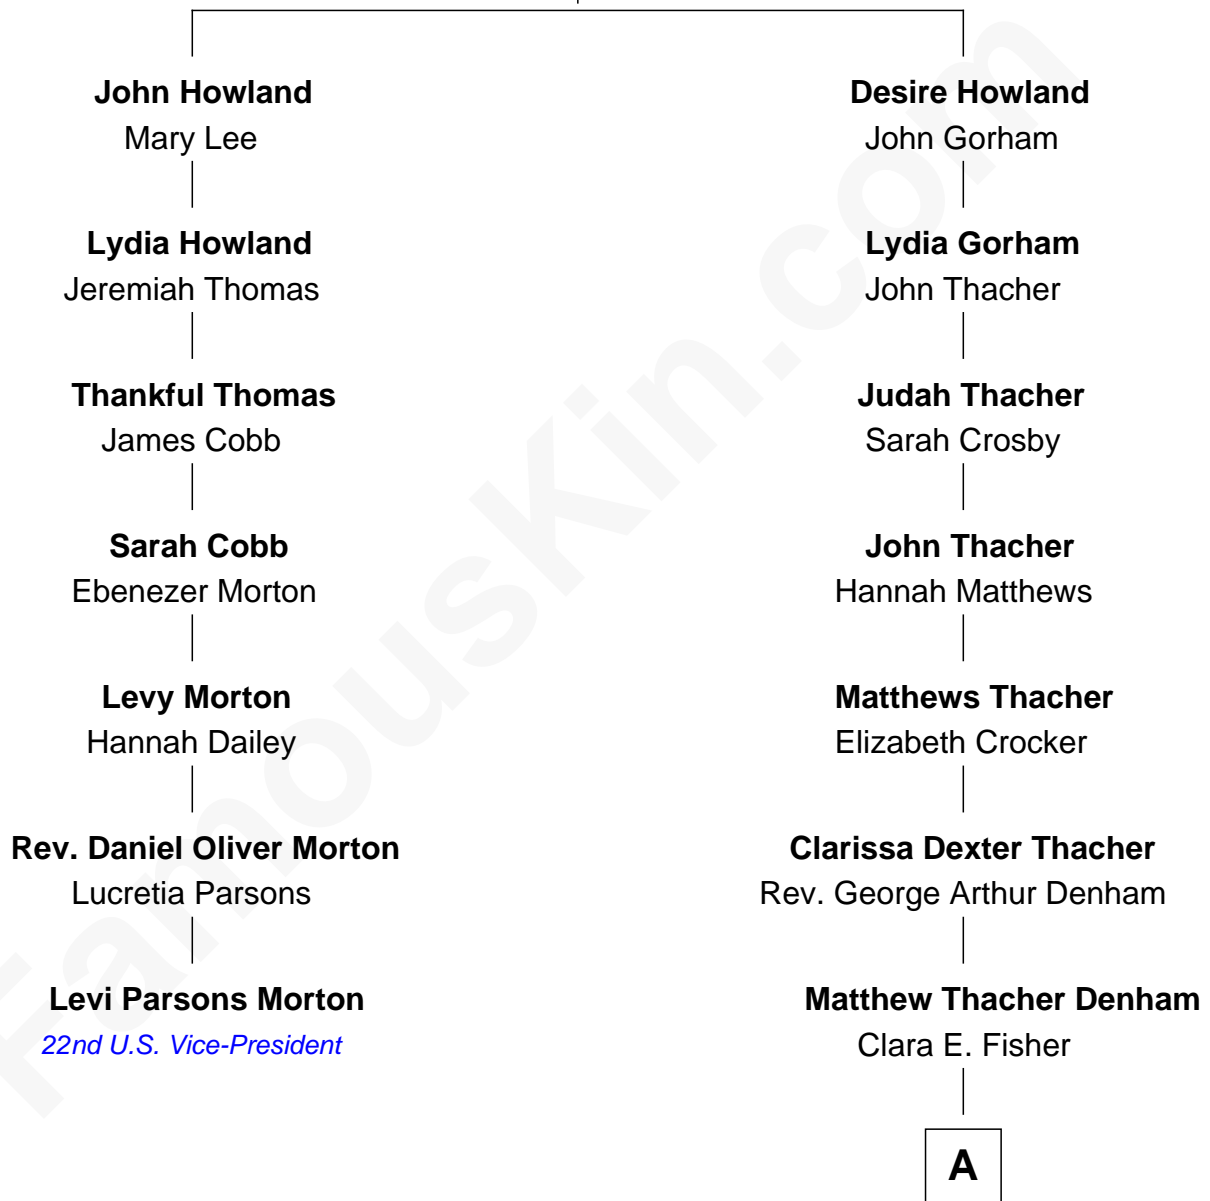 John Howland
Mary Lee
Lydia Howland
Jeremiah Thomas
Thankful Thomas
James Cobb
Sarah Cobb
Ebenezer Morton
Levy Morton
Hannah Dailey
Rev. Daniel Oliver Morton
Lucretia Parsons
Levi Parsons Morton
22nd U.S. Vice-President
Desire Howland
John Gorham
Lydia Gorham
John Thacher
Judah Thacher
Sarah Crosby
John Thacher
Hannah Matthews
Matthews Thacher
Elizabeth Crocker
Clarissa Dexter Thacher
Rev. George Arthur Denham
Matthew Thacher Denham
Clara E. Fisher
A
FamousKin.com